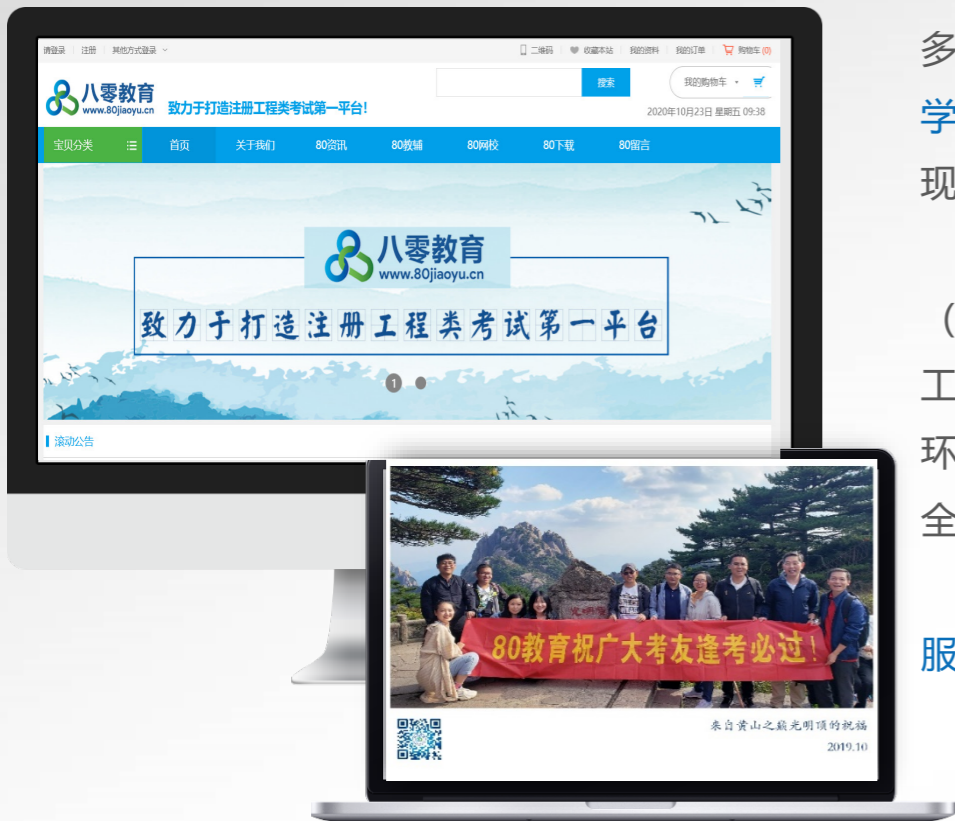 请登录 注册 其他方式登录
二维码 收藏本站 我的资料 我的订单 购物车(0)
八零教育
www.80jiaoyu.cn
致力于打造注册工程类考试第一平台!
搜索
我的购物车
2020年10月23日 星期五 09:38
宝贝分类 首页 关于我们 80资讯 80教辅 80网校 80下载 80留言
八零教育
www.80jiaoyu.cn
致力于打造注册工程类考试第一平台
1
滚动公告
光明顶
80教育祝广大考友逢考必过!
来自黄山之巅光明顶的祝福
2019.10
多
学
现
(
工
环
全
服